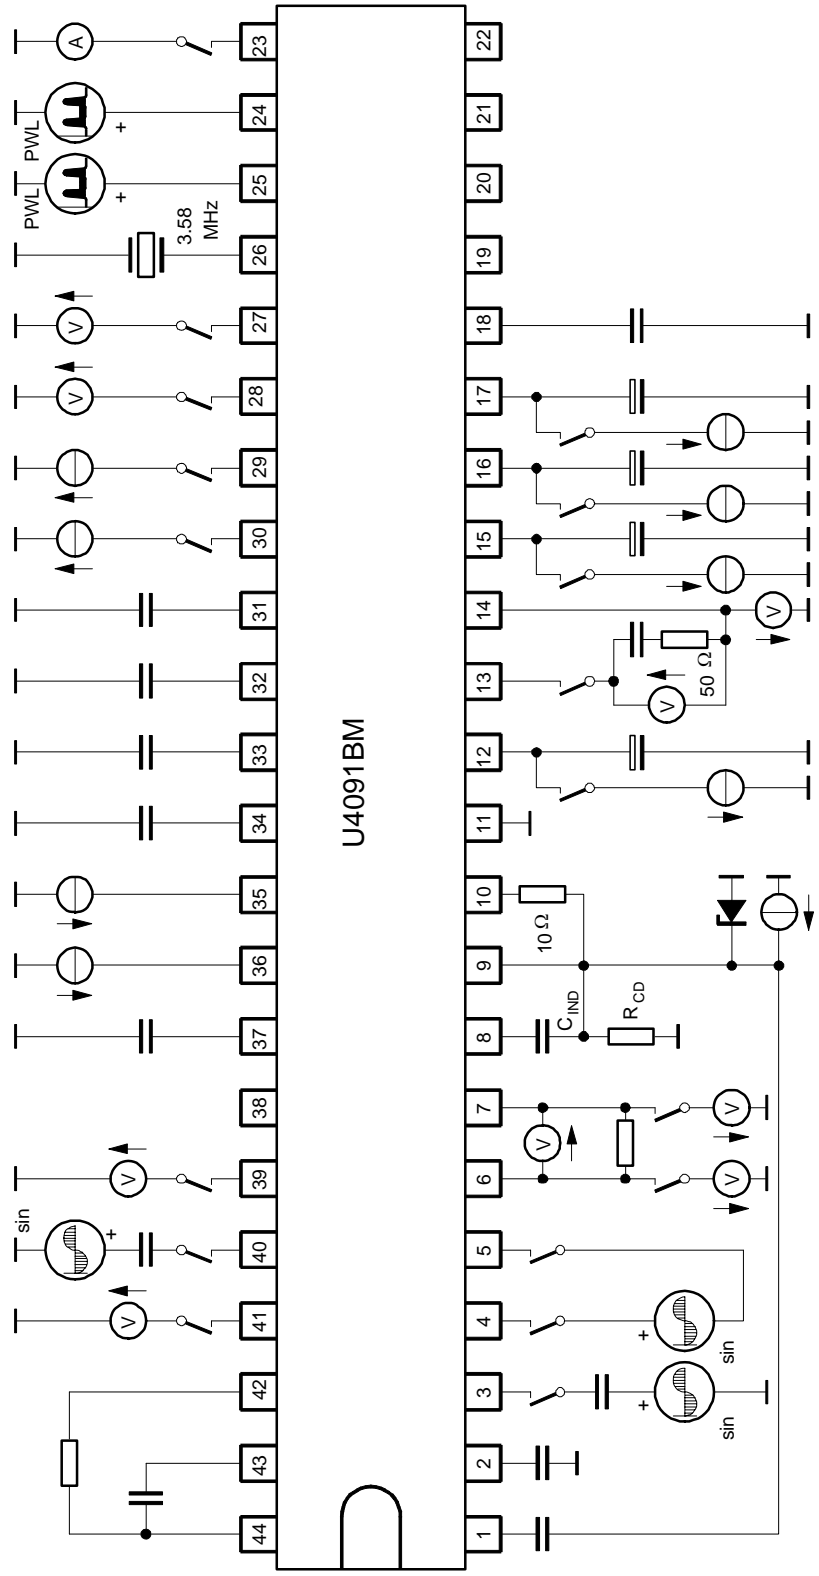 sin PWL PWL
V V A
+ + +
V V
3.58
MHz
44 43 42 41 40 39 38 37 36 35 34 33 32 31 30 29 28 27 26 25 24 23
U4091BM
1 2 3 4 5 6 7 8 9 10 11 12 13 14 15 16 17 18 19 20 21 22
V
10 Ω
C IND
R CD
+ +
V
50 Ω
sin sin
V V
V